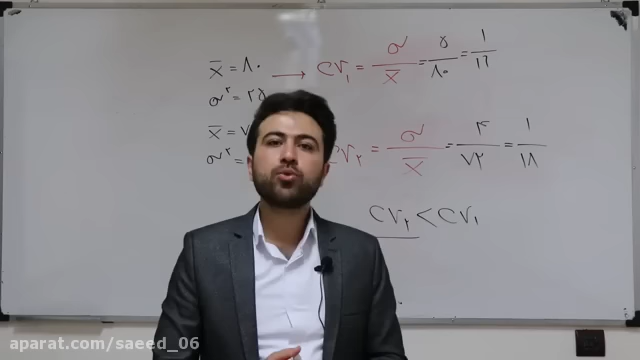 x̄ = ۸۰ → CV₁ = σ/x̄ = ۵/۸۰ = ۱/۱۶
σ² = ۲۵
x̄ = ۷
σ² = CV₂ = σ/x̄ = ۴/۷۲ = ۱/۱۸
CV₂ < CV₁
aparat.com/saeed_06